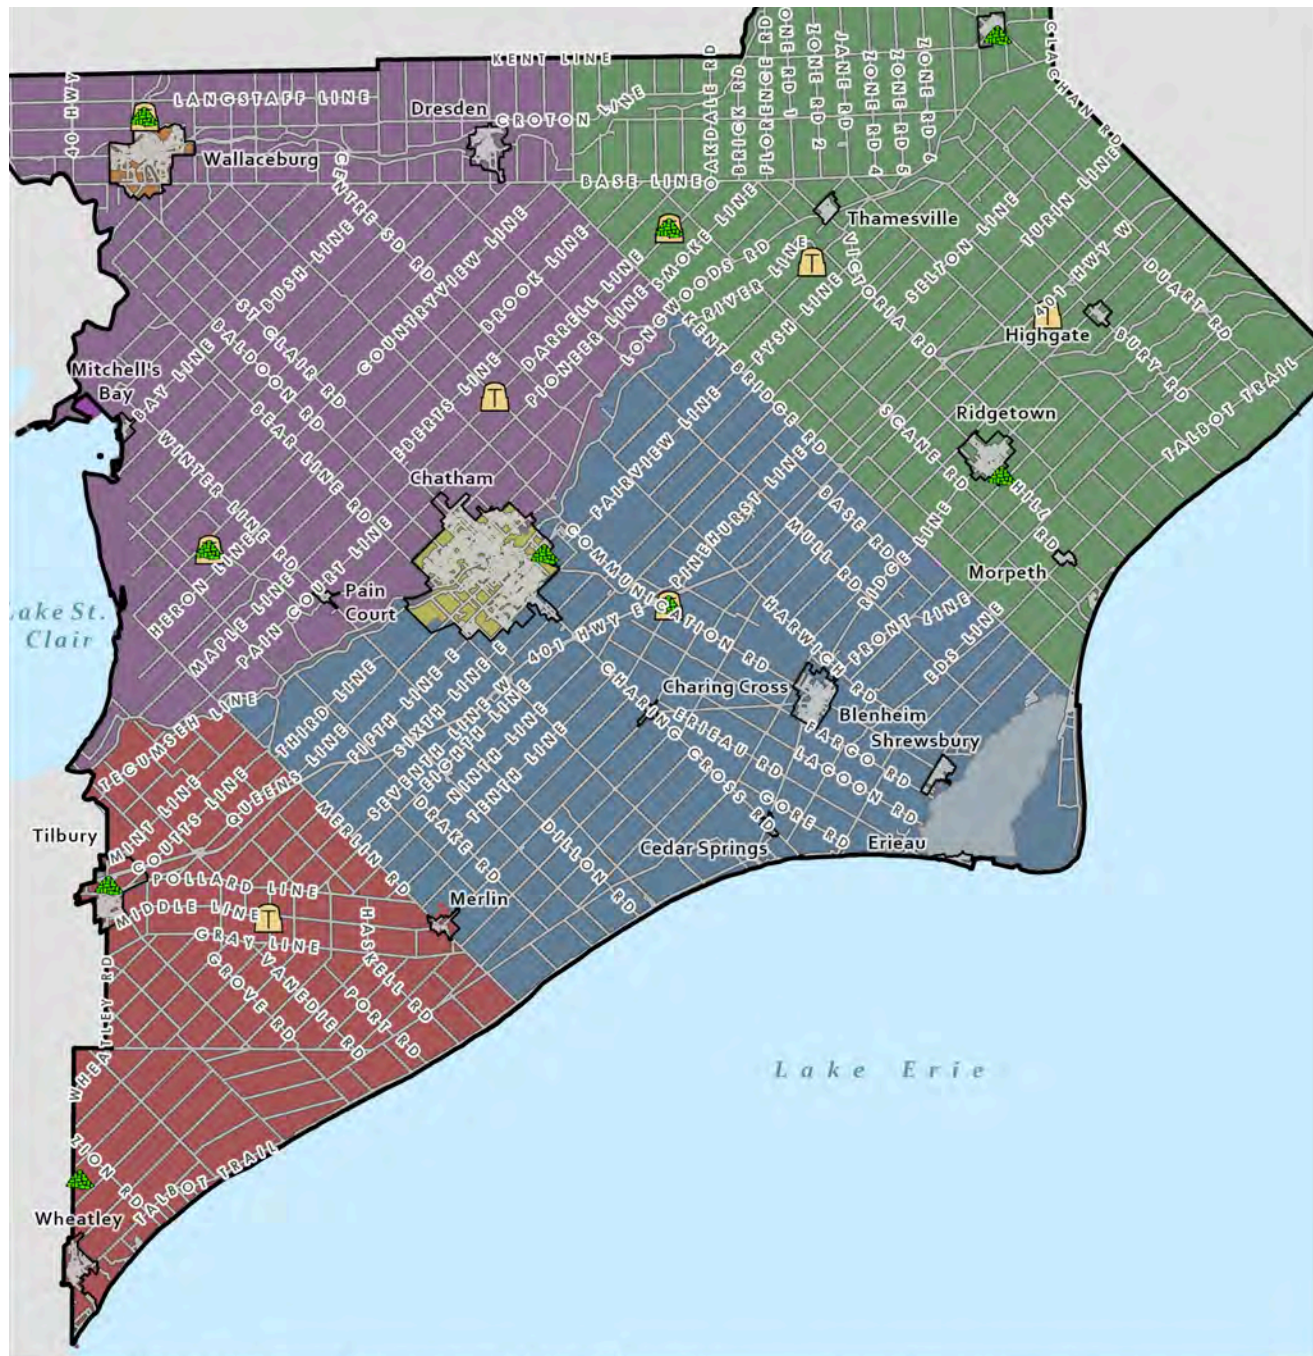 40 HWY
LANGSTAFF LINE
KENT LINE
Dresden
CROTON LINE
Wallaceburg
CENTRE SD RD
BASE LINE
OAKDALE RD
BRICK RD
FLORENCE RD
ZONE RD 2
JANE RD
ZONE RD 4
ZONE RD 5
ZONE RD 6
CLACHAN RD
Thamesville
BUSH LINE
ST CLAIR RD
BALDOON RD
COUNTRYVIEW LINE
BROOK LINE
DARRELL LINE
PIONEER LINE
SMOKE LINE
LONGWOODS RD
RIVER LINE
FYSH LINE
VICTORIA RD
SELTON LINE
TURIN LINE
401 HWY W
DUART RD
Highgate
BURY RD
KENT BRIDGE RD
TALBOT TRAIL
Mitchell's
Bay
BAY LINE
WINTER LINE RD
BEAR LINE RD
EBERTS LINE
T
T
T
Chatham
FAIRVIEW LINE
SCANE RD
Ridgetown
HILL RD
PINEHURST LINE
BASE RD
MULL RD
RIDGE LINE
Morpeth
HERON LINE
MAPLE LINE
PAIN COURT LINE
Pain
Court
Lake St.
Clair
COMMUNICATION RD
401 HWY E
HARWICH RD
FRONT LINE
EDS LINE
TECUMSEH LINE
THIRD LINE
QUEENS LINE
FIFTH LINE E
SIXTH LINE E
SEVENTH LINE W
EIGHTH LINE
NINTH LINE
TENTH LINE
CHARING CROSS RD
Charing Cross
ERIEAU RD
Blenheim
FARGO RD
Shrewsbury
LAGOON RD
GORE RD
Erieau
Cedar Springs
DRAKE RD
DILLON RD
MERLIN RD
Merlin
MINT LINE
COUTTS LINE
Tilbury
POLLARD LINE
MIDDLE LINE
T
GRAY LINE
GROVE RD
VANEDIE RD
PORT RD
HASKELL RD
WHEATLEY RD
Lake Erie
ZION RD
TALBOT TRAIL
Wheatley